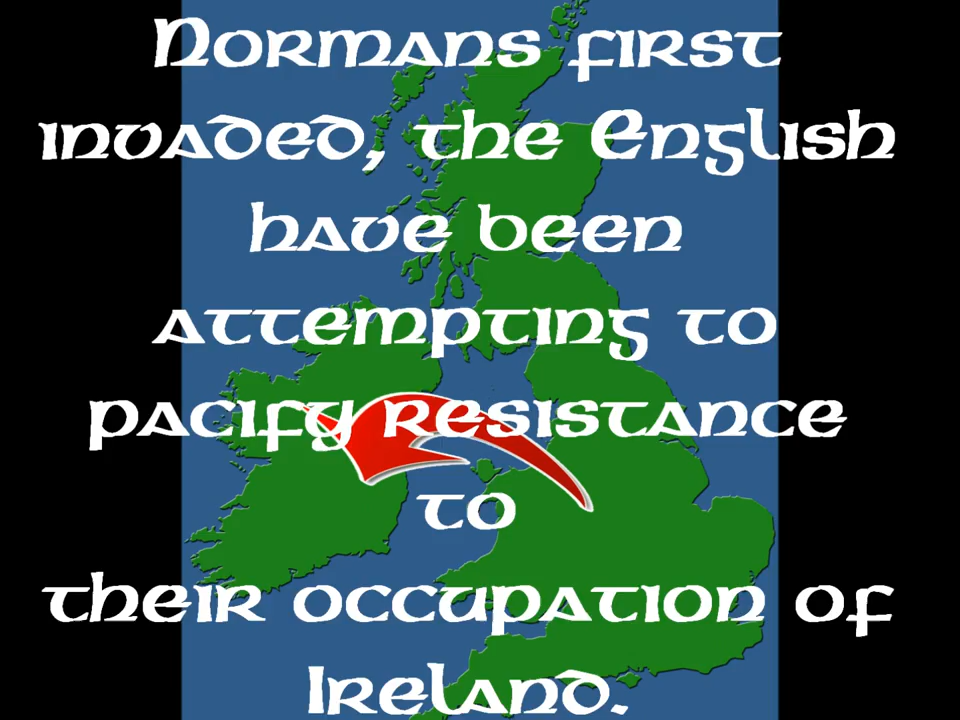 Normans first
invaded, the English
have been
attempting to
pacify resistance
to
their occupation of
Ireland.